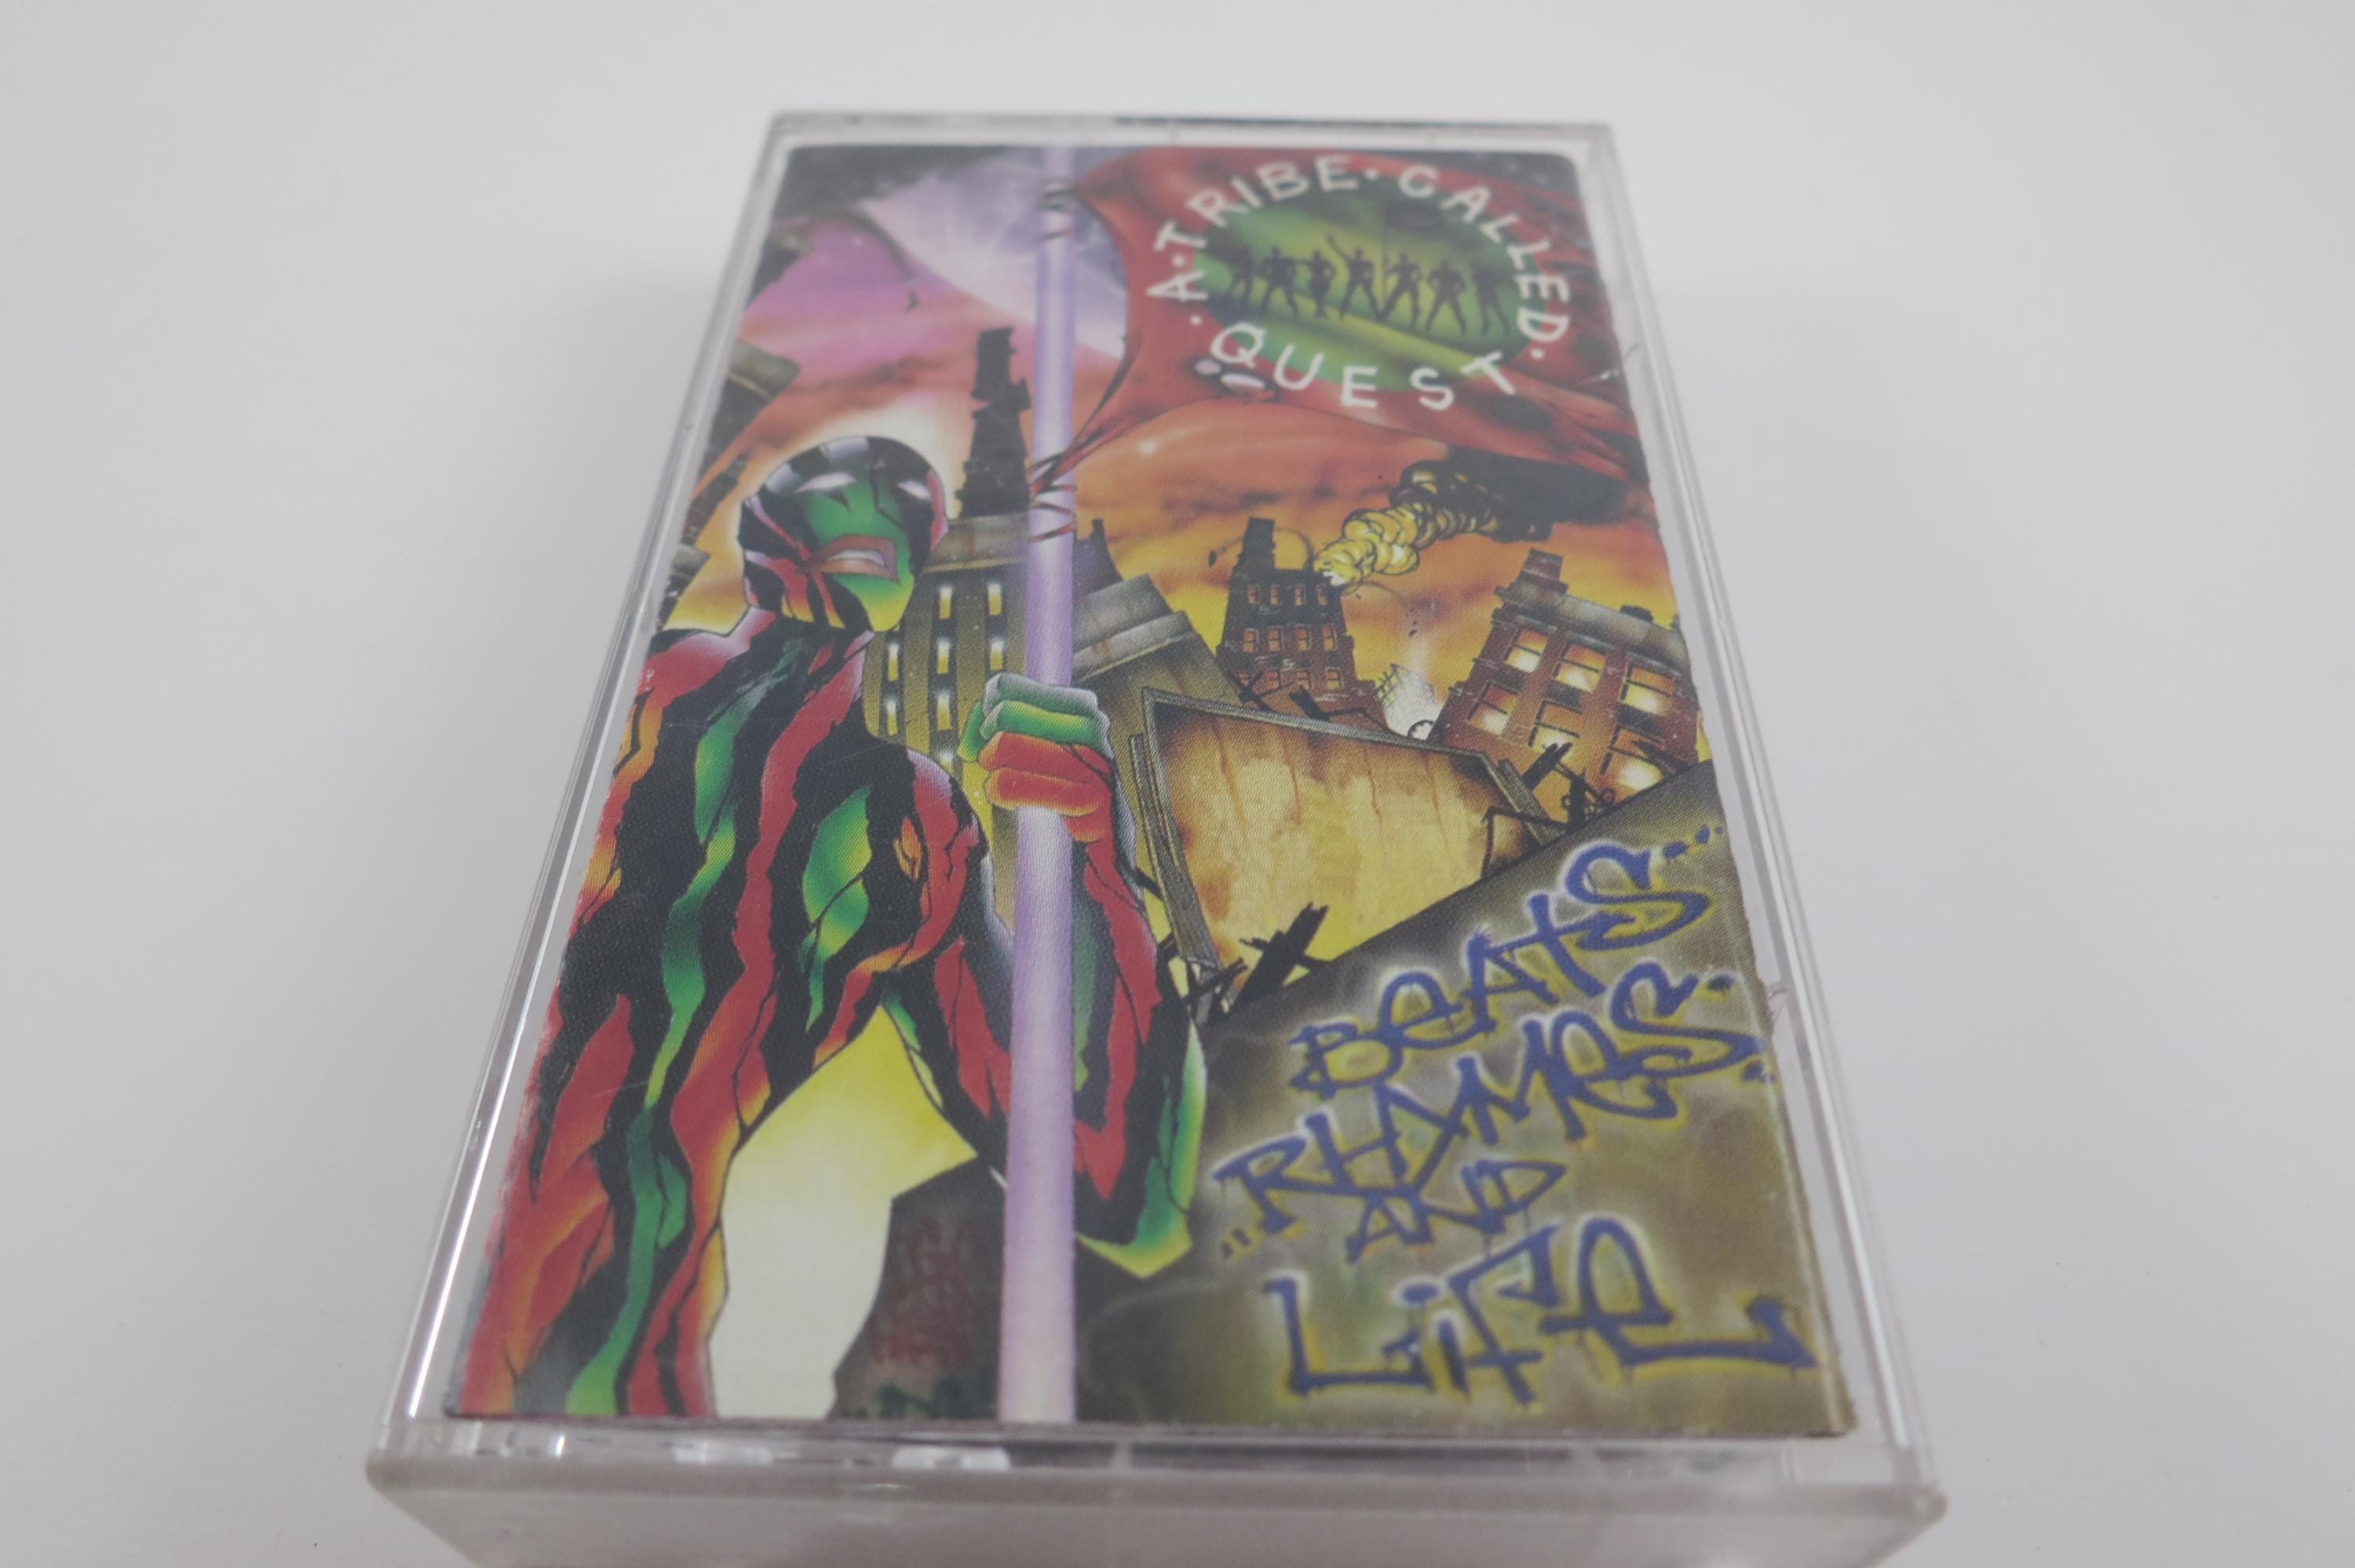 ·A·TRIBE·CALLED·
QUEST
BEATS...
RHYMES
AND
LiFE